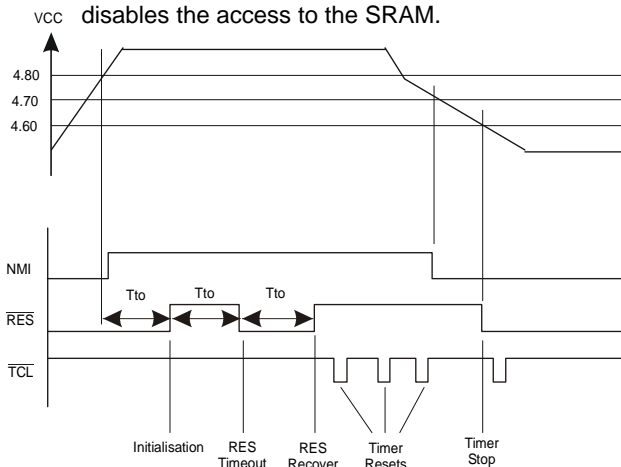 disables the access to the SRAM.
VCC
4.80
4.70
4.60
NMI
Tto Tto Tto
RES
TCL
Initialisation
RES Timeout
RES Recover
Timer Resets
Timer Stop